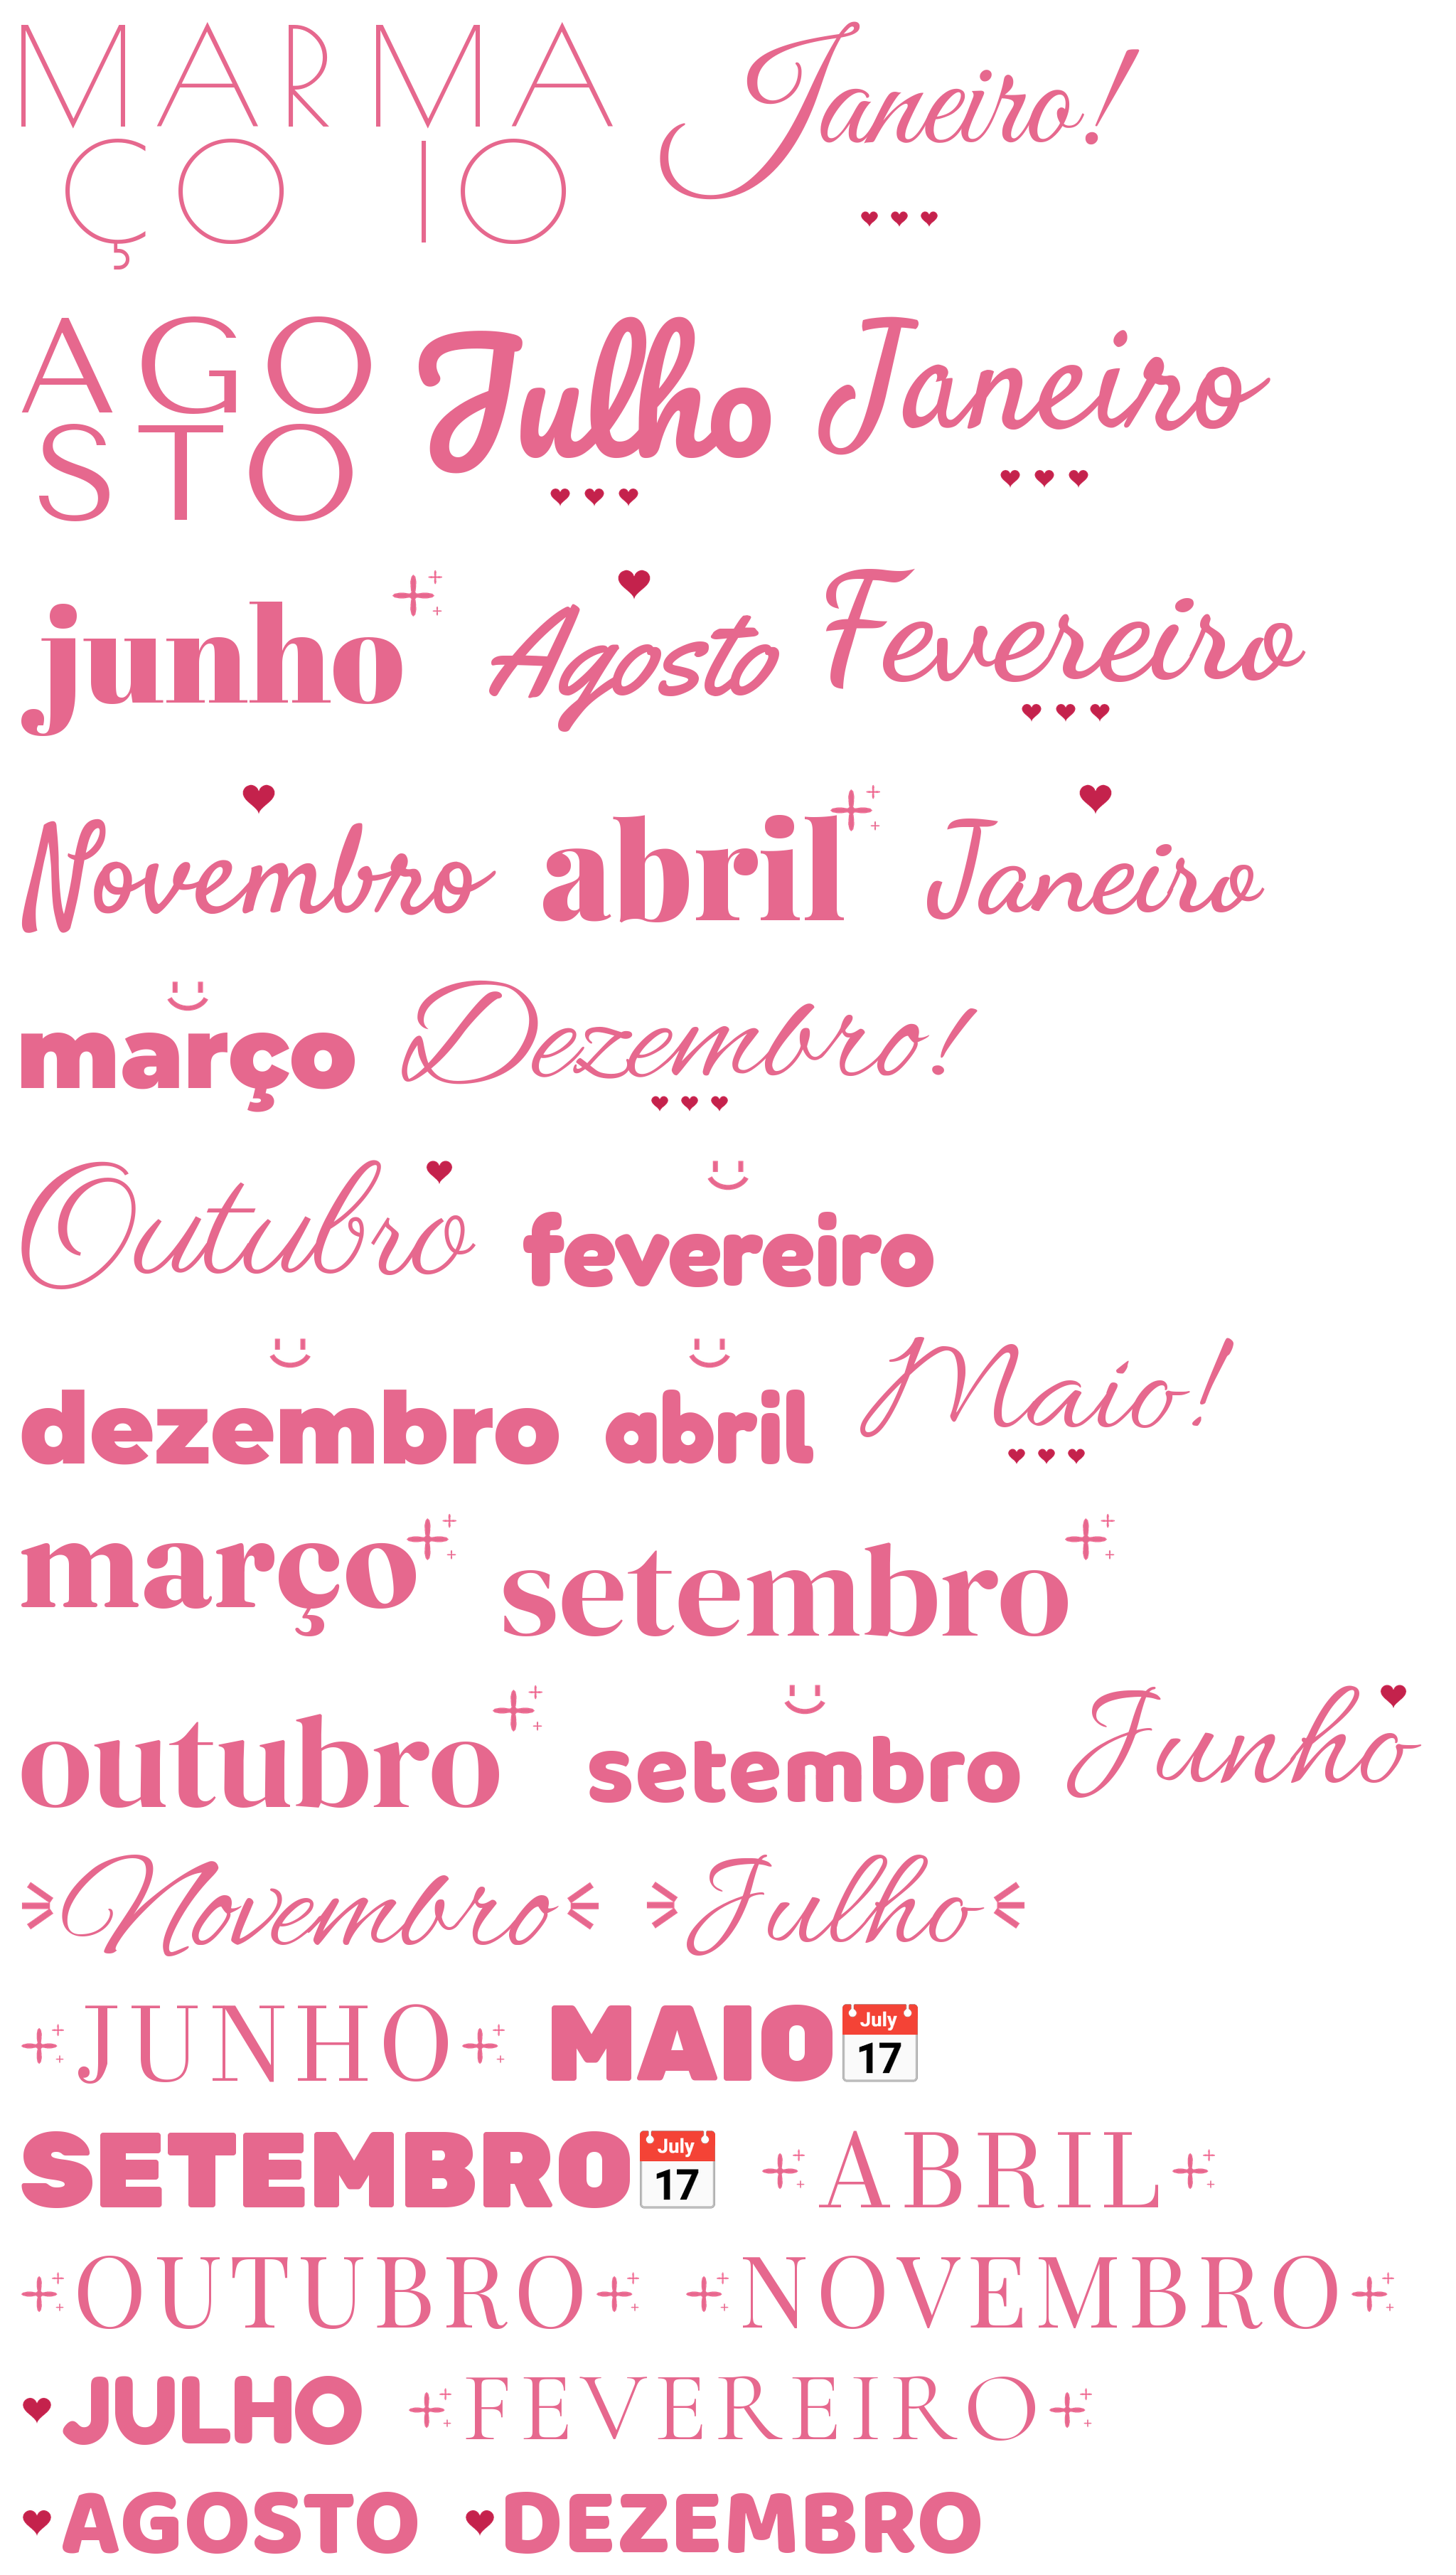 MAR
ÇO
MA
IO
Janeiro!
AGO
STO
Julho
Janeiro
junho
Agosto
Fevereiro
Novembro
abril
Janeiro
março
Dezembro!
Outubro
fevereiro
dezembro
abril
Maio!
março
setembro
outubro
setembro
Junho
Novembro
Julho
JUNHO
MAIO
July
17
SETEMBRO
July
17
ABRIL
OUTUBRO
NOVEMBRO
JULHO
FEVEREIRO
AGOSTO
DEZEMBRO